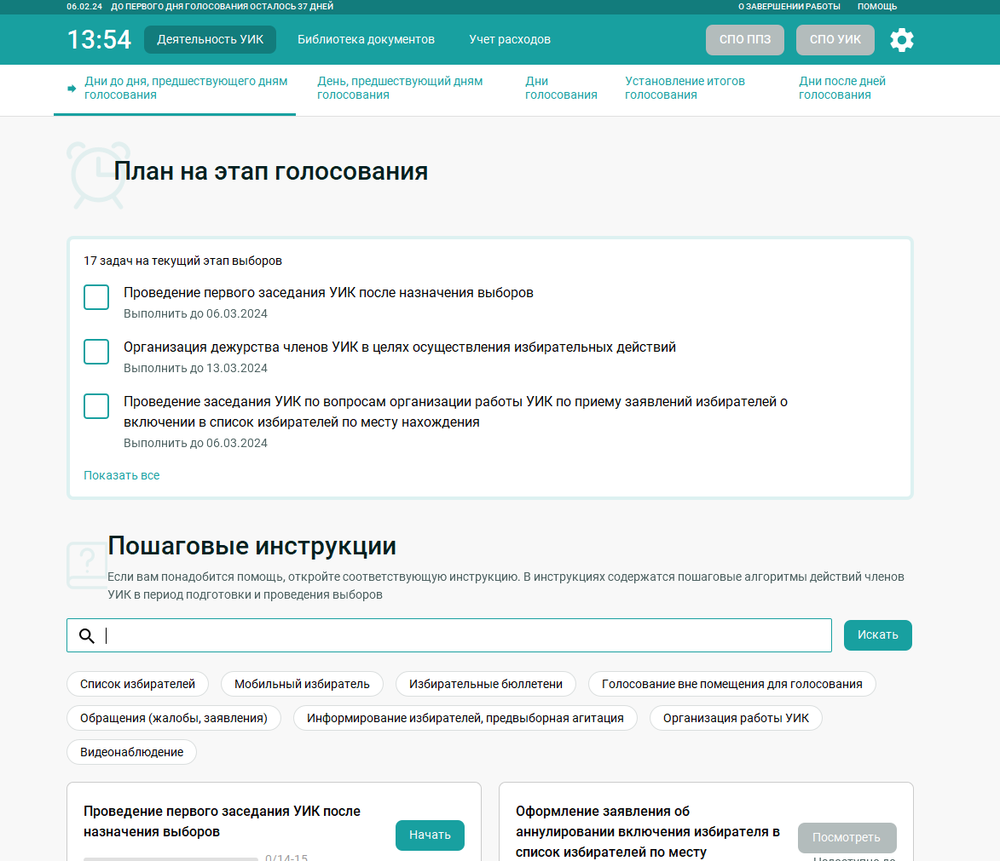 06.02.24 ДО ПЕРВОГО ДНЯ ГОЛОСОВАНИЯ ОСТАЛОСЬ 37 ДНЕЙ
О ЗАВЕРШЕНИИ РАБОТЫ ПОМОЩЬ
13:54 Деятельность УИК Библиотека документов Учет расходов СПО ППЗ СПО УИК
Дни до дня, предшествующего дням
голосования
День, предшествующий дням
голосования
Дни
голосования
Установление итогов
голосования
Дни после дней
голосования
План на этап голосования
17 задач на текущий этап выборов
Проведение первого заседания УИК после назначения выборов
Выполнить до 06.03.2024
Организация дежурства членов УИК в целях осуществления избирательных действий
Выполнить до 13.03.2024
Проведение заседания УИК по вопросам организации работы УИК по приему заявлений избирателей о
включении в список избирателей по месту нахождения
Выполнить до 06.03.2024
Показать все
?
Пошаговые инструкции
Если вам понадобится помощь, откройте соответствующую инструкцию. В инструкциях содержатся пошаговые алгоритмы действий членов
УИК в период подготовки и проведения выборов
Искать
Список избирателей Мобильный избиратель Избирательные бюллетени Голосование вне помещения для голосования
Обращения (жалобы, заявления) Информирование избирателей, предвыборная агитация Организация работы УИК
Видеонаблюдение
Проведение первого заседания УИК после
назначения выборов
Начать
0/14-15
Оформление заявления об
аннулировании включения избирателя в
список избирателей по месту
Посмотреть
Недоступно до